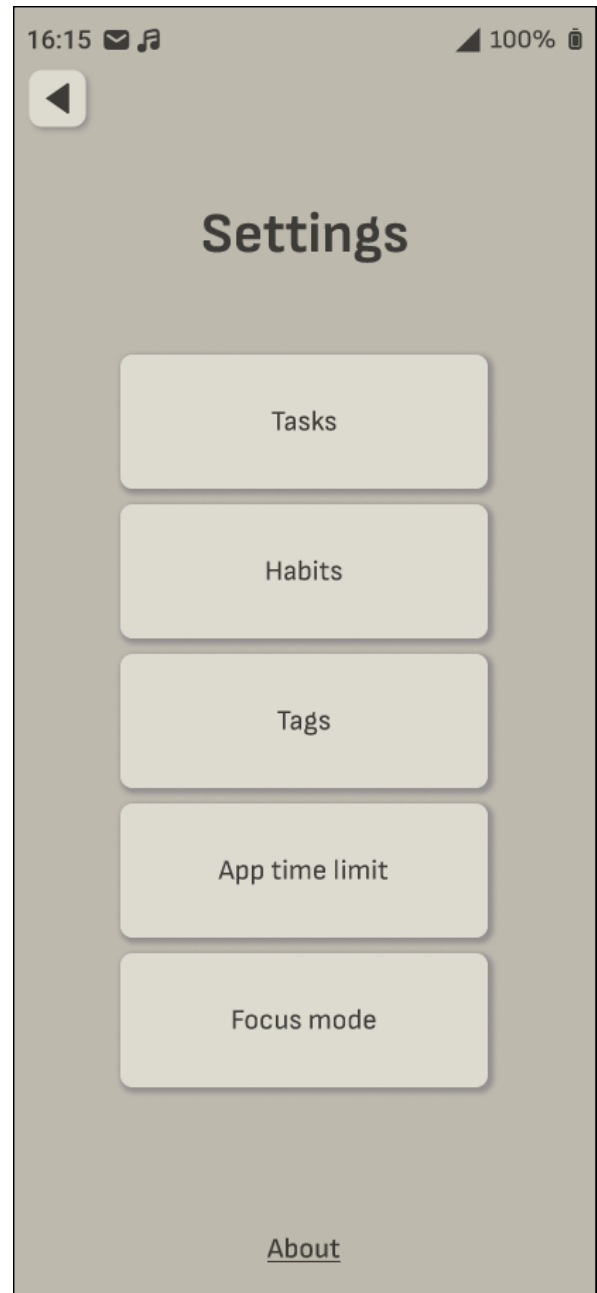 16:15 100%
Settings
Tasks
Habits
Tags
App time limit
Focus mode
About